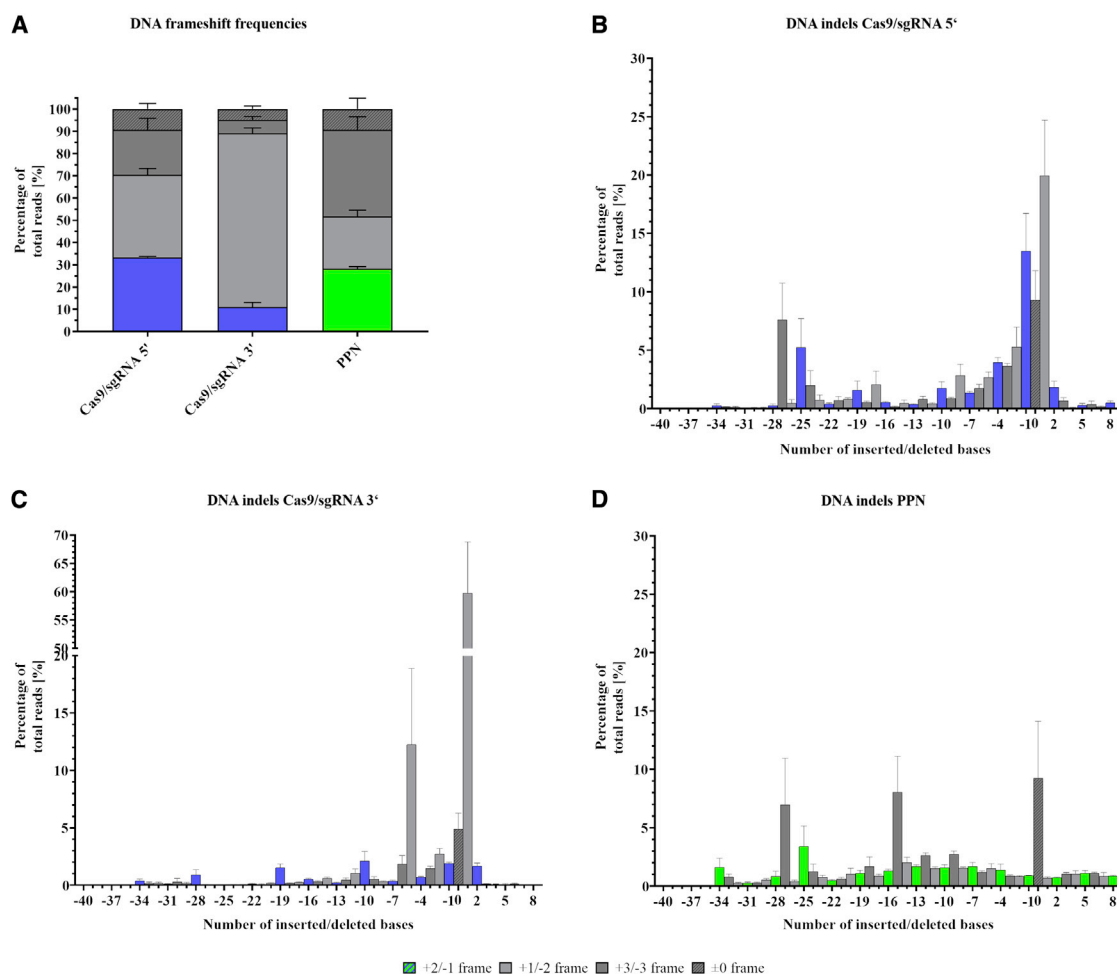 A
DNA frameshift frequencies
Percentage of
total reads [%]
100
90
80
70
60
50
40
30
20
10
0
Cas9/sgRNA 5'
Cas9/sgRNA 3'
PPN
B
DNA indels Cas9/sgRNA 5‘
Percentage of
total reads [%]
30
25
20
15
10
5
0
-40 -37 -34 -31 -28 -25 -22 -19 -16 -13 -10 -7 -4 -1 0 2 5 8
Number of inserted/deleted bases
C
DNA indels Cas9/sgRNA 3‘
Percentage of
total reads [%]
70
65
60
55
50
20
15
10
5
0
-40 -37 -34 -31 -28 -25 -22 -19 -16 -13 -10 -7 -4 -1 0 2 5 8
Number of inserted/deleted bases
D
DNA indels PPN
Percentage of
total reads [%]
30
25
20
15
10
5
0
-40 -37 -34 -31 -28 -25 -22 -19 -16 -13 -10 -7 -4 -1 0 2 5 8
Number of inserted/deleted bases
+2/-1 frame +1/-2 frame +3/-3 frame ±0 frame